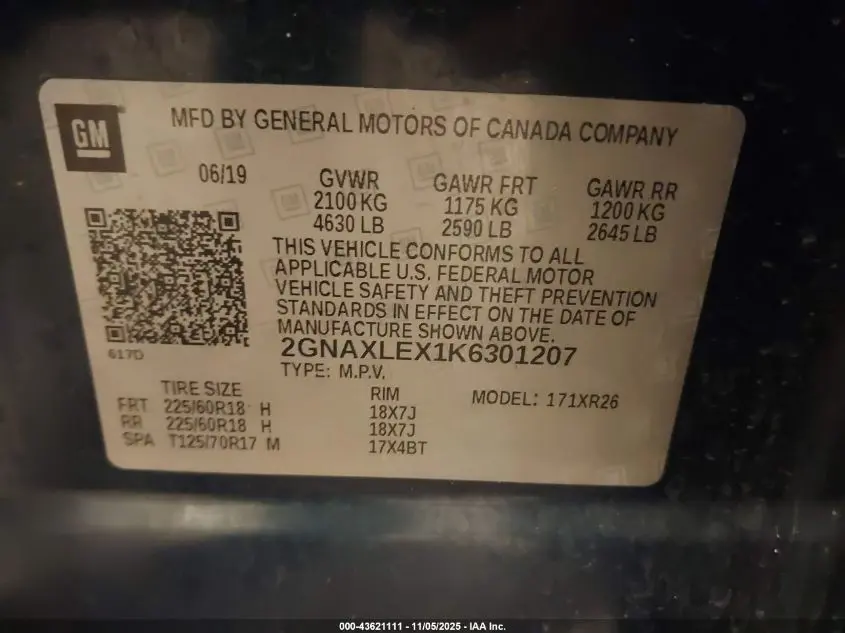 GM
MFD BY GENERAL MOTORS OF CANADA COMPANY
06/19 GVWR GAWR FRT GAWR RR
2100 KG 1175 KG 1200 KG
4630 LB 2590 LB 2645 LB
THIS VEHICLE CONFORMS TO ALL
APPLICABLE U.S. FEDERAL MOTOR
VEHICLE SAFETY AND THEFT PREVENTION
STANDARDS IN EFFECT ON THE DATE OF
MANUFACTURE SHOWN ABOVE.
617D
2GNAXLEX1K6301207
TYPE: M.P.V.
TIRE SIZE RIM MODEL: 171XR26
FRT 225/60R18 H 18X7J
RR 225/60R18 H 18X7J
SPA T125/70R17 M 17X4BT
000-43621111 - 11/05/2025 - IAA Inc.